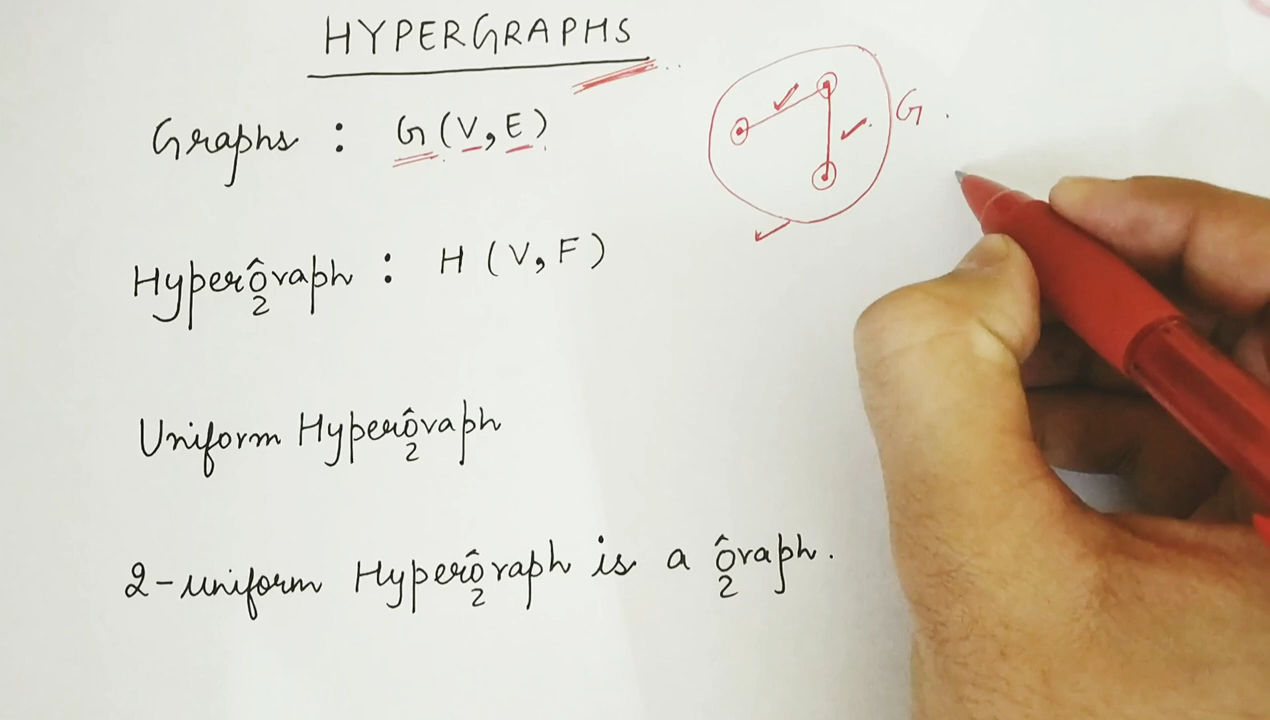 HYPERGRAPHS
Graphs : G (V, E)
G.
Hypergraph : H (V, F)
Uniform Hypergraph
2-uniform Hypergraph is a graph.